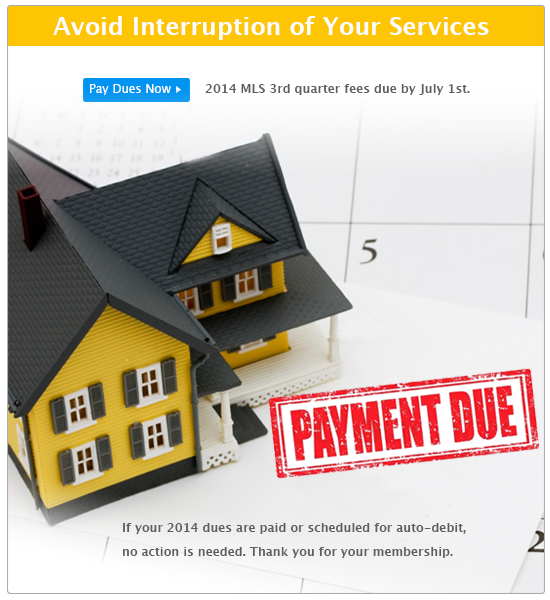 Avoid Interruption of Your Services
Pay Dues Now
2014 MLS 3rd quarter fees due by July 1st.
5
PAYMENT DUE
If your 2014 dues are paid or scheduled for auto-debit,
no action is needed. Thank you for your membership.
2